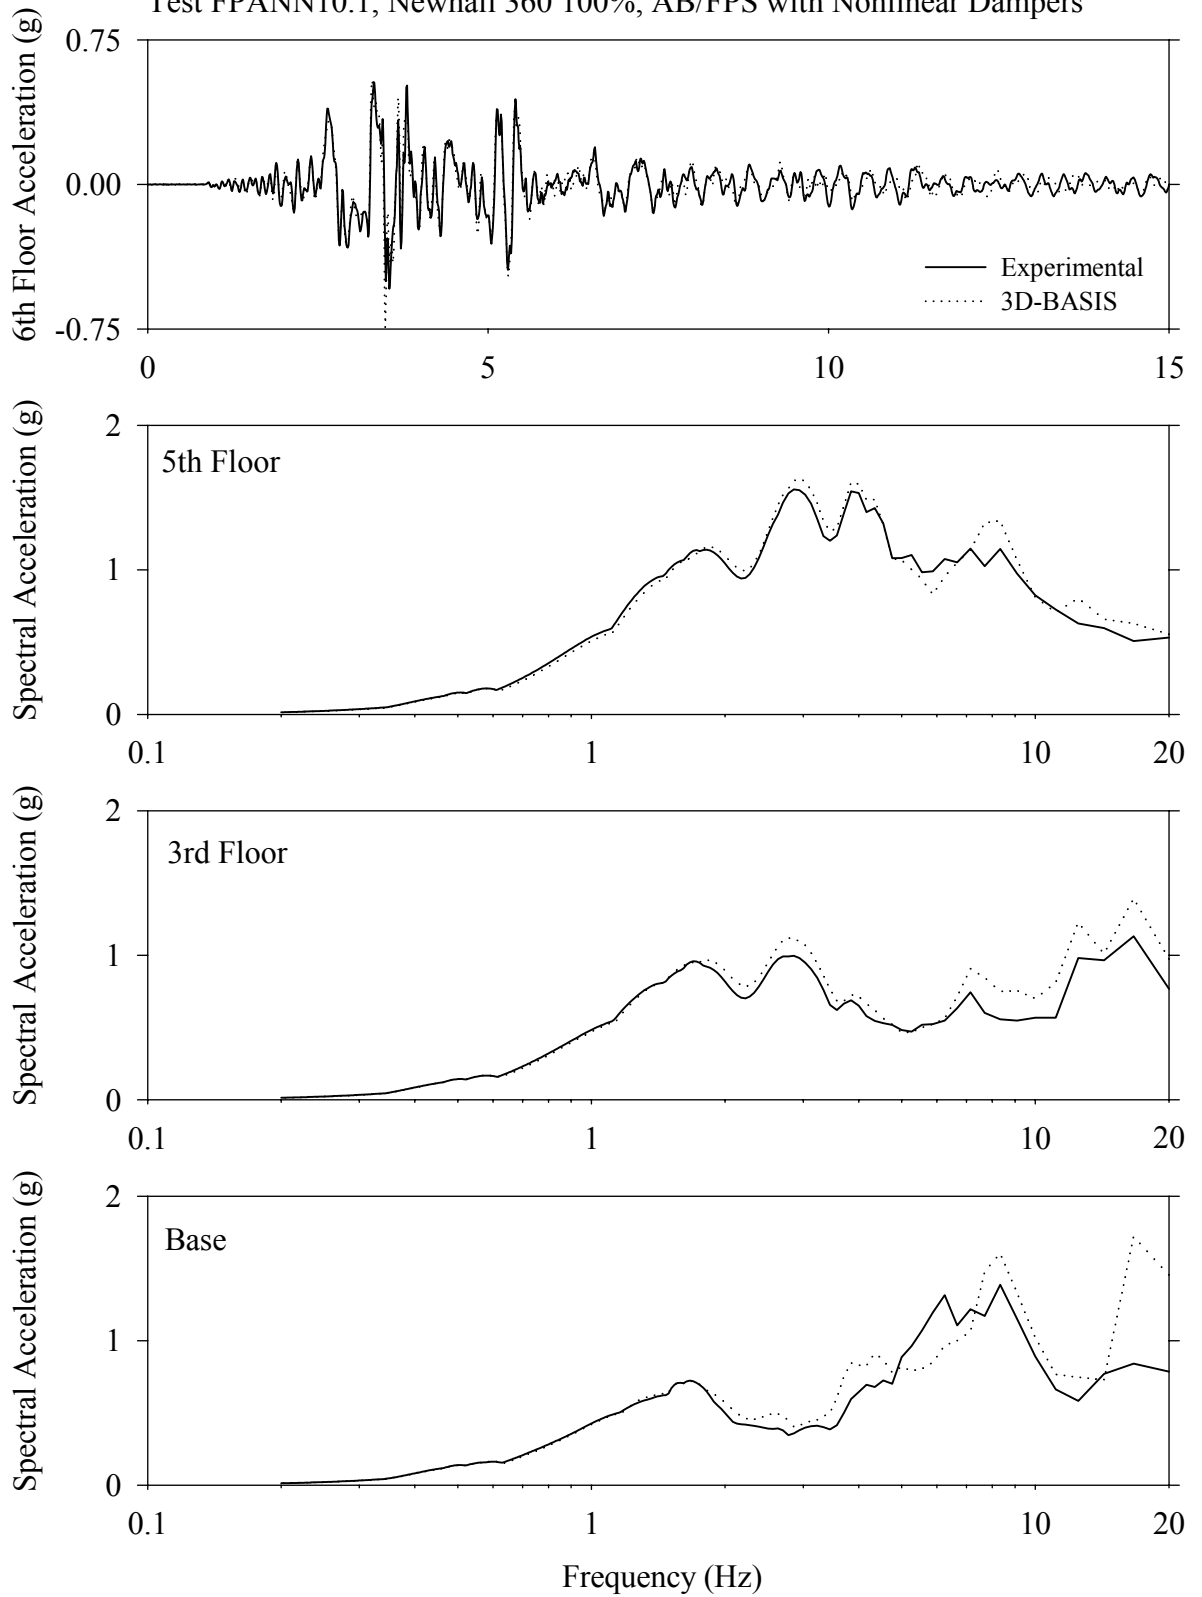 Test FPANN10.1, Newhall 360 100%, AB/FPS with Nonlinear Dampers
6th Floor Acceleration (g)
0.75
0.00
-0.75
Experimental
3D-BASIS
0 5 10 15
Spectral Acceleration (g)
2
1
0
5th Floor
0.1 1 10 20
Spectral Acceleration (g)
2
1
0
3rd Floor
0.1 1 10 20
Spectral Acceleration (g)
2
1
0
Base
0.1 1 10 20
Frequency (Hz)